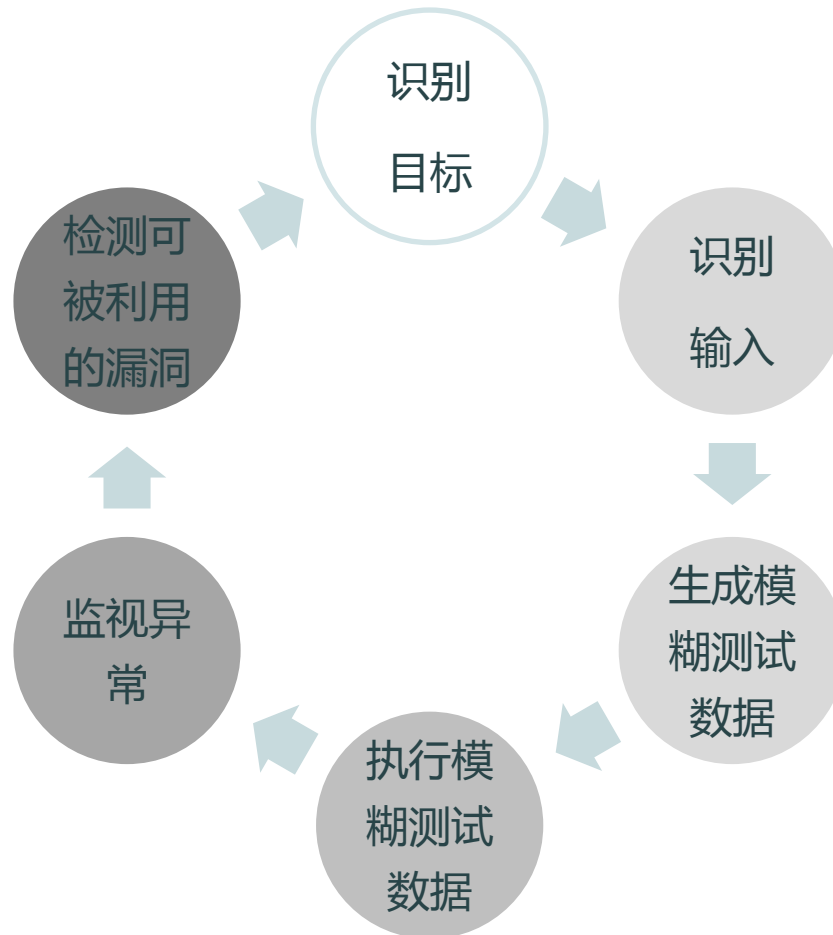 识别
目标
识别
输入
生成模
糊测试
数据
执行模
糊测试
数据
监视异
常
检测可
被利用
的漏洞